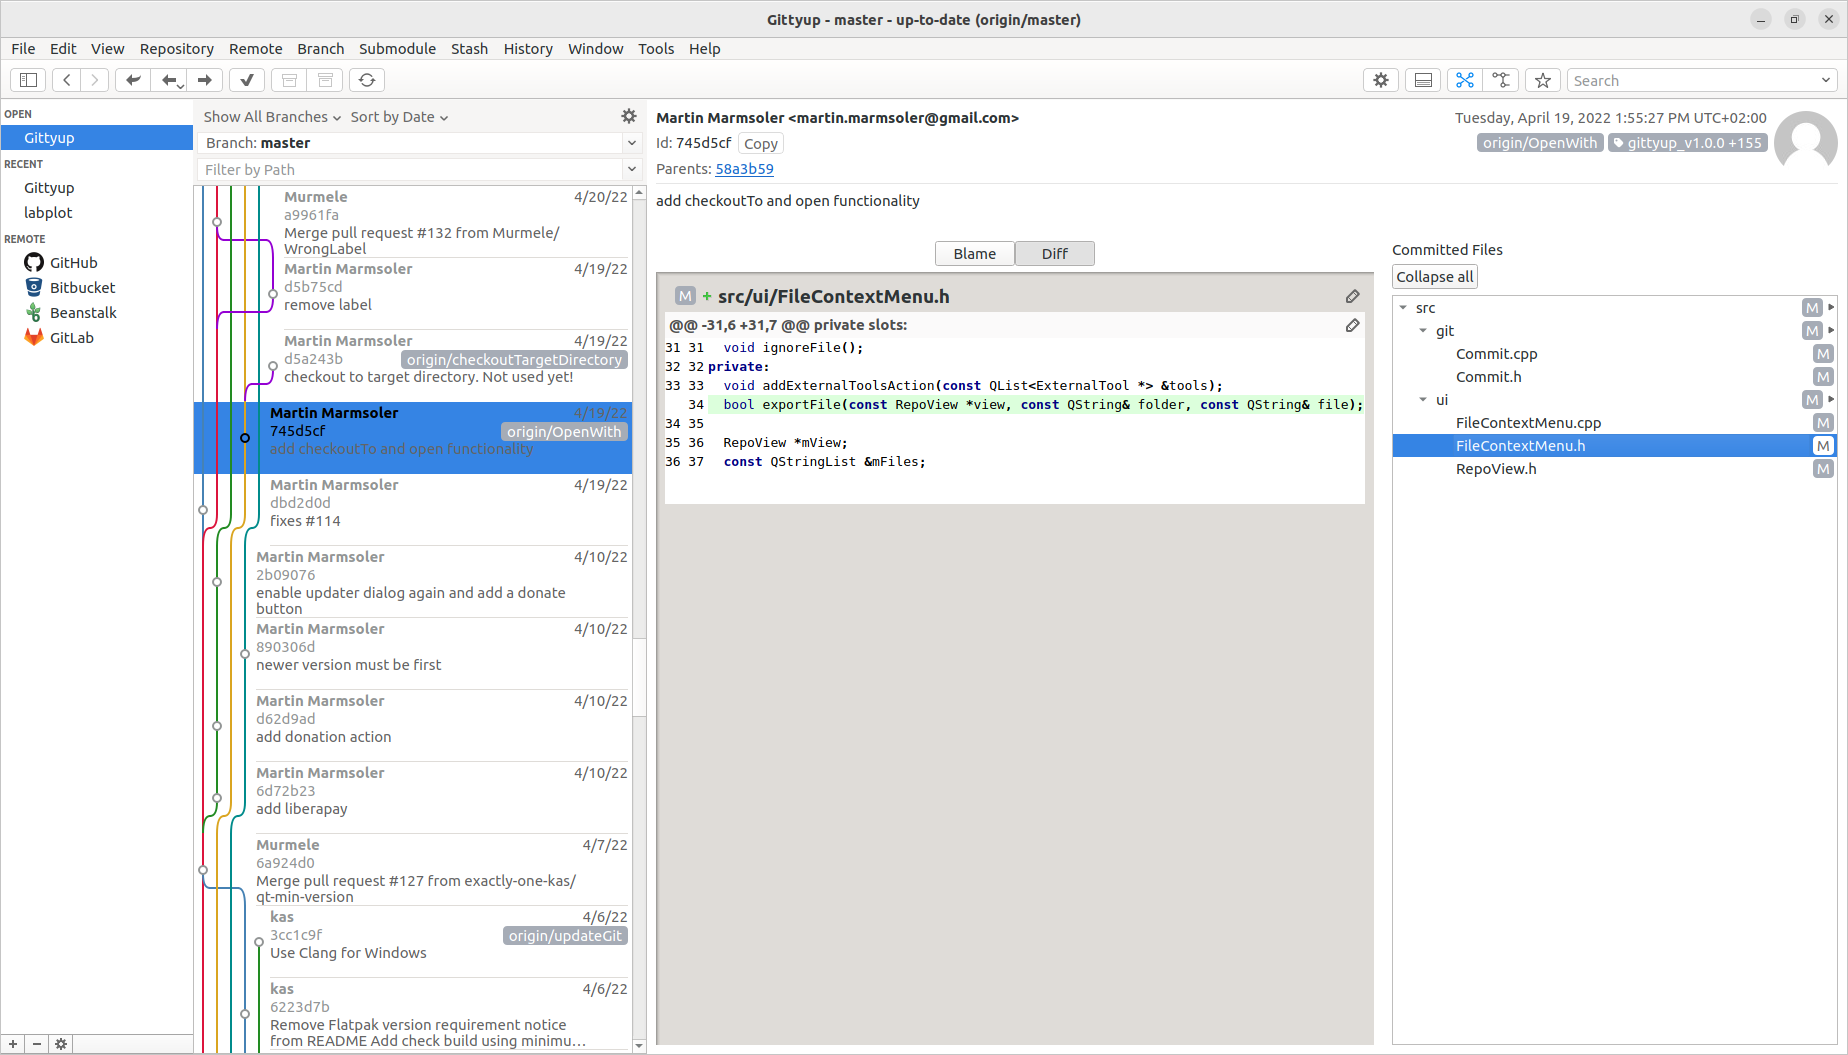 Gittyup - master - up-to-date (origin/master)
File Edit View Repository Remote Branch Submodule Stash History Window Tools Help
Search
OPEN
Gittyup
RECENT
Gittyup
labplot
REMOTE
GitHub
Bitbucket
Beanstalk
GitLab
Show All Branches Sort by Date
Branch: master
Filter by Path
Murmele 4/20/22
a9961fa
Merge pull request #132 from Murmele/
WrongLabel
Martin Marmsoler 4/19/22
d5b75cd
remove label
Martin Marmsoler 4/19/22
d5a243b origin/checkoutTargetDirectory
checkout to target directory. Not used yet!
Martin Marmsoler 4/19/22
745d5cf origin/OpenWith
add checkoutTo and open functionality
Martin Marmsoler 4/19/22
dbd2d0d
fixes #114
Martin Marmsoler 4/10/22
2b09076
enable updater dialog again and add a donate
button
Martin Marmsoler 4/10/22
890306d
newer version must be first
Martin Marmsoler 4/10/22
d62d9ad
add donation action
Martin Marmsoler 4/10/22
6d72b23
add liberapay
Murmele 4/7/22
6a924d0
Merge pull request #127 from exactly-one-kas/
qt-min-version
kas 4/6/22
3cc1c9f origin/updateGit
Use Clang for Windows
kas 4/6/22
6223d7b
Remove Flatpak version requirement notice
from README Add check build using minimu...
Martin Marmsoler <martin.marmsoler@gmail.com> Tuesday, April 19, 2022 1:55:27 PM UTC+02:00
Id: 745d5cf Copy origin/OpenWith gittyup_v1.0.0 +155
Parents: 58a3b59
add checkoutTo and open functionality
Blame Diff
M + src/ui/FileContextMenu.h
@@ -31,6 +31,7 @@ private slots:
31 31 void ignoreFile();
32 32 private:
33 33 void addExternalToolsAction(const QList<ExternalTool *> &tools);
34 bool exportFile(const RepoView *view, const QString& folder, const QString& file);
34 35
35 36 RepoView *mView;
36 37 const QStringList &mFiles;
Committed Files
Collapse all
src M
git M
Commit.cpp M
Commit.h M
ui M
FileContextMenu.cpp M
FileContextMenu.h M
RepoView.h M